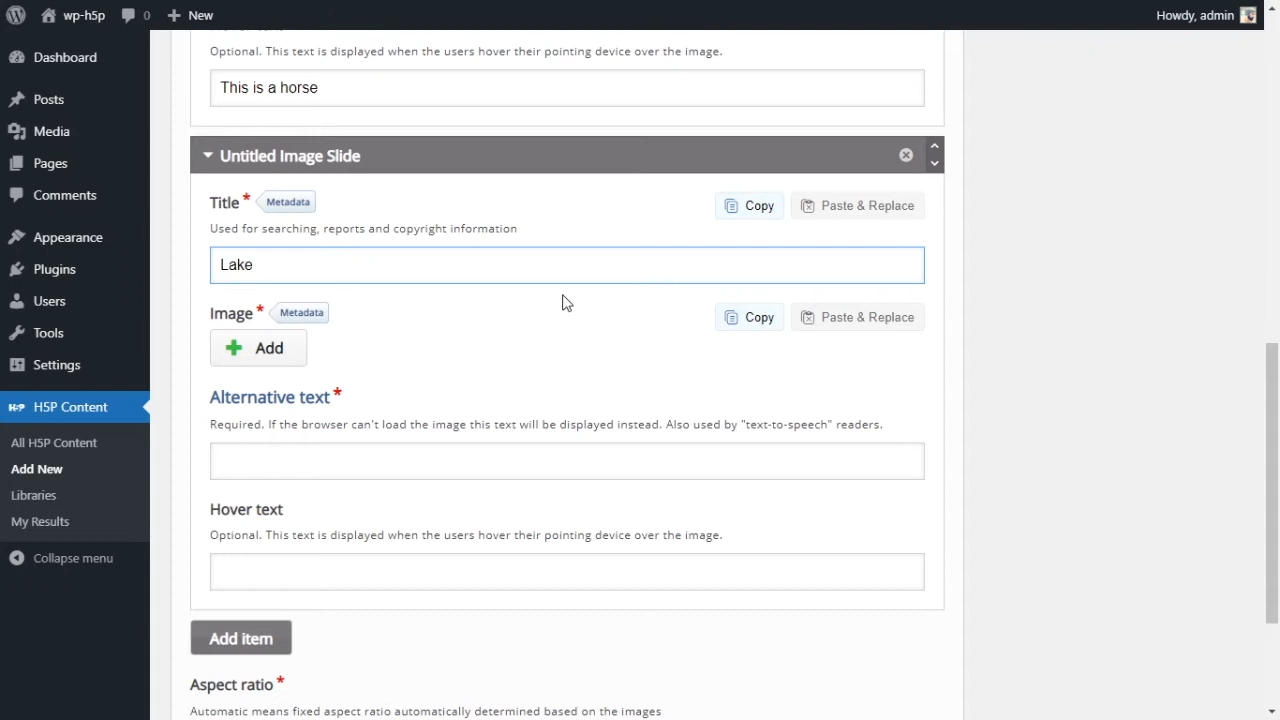 wp-h5p 0 New Howdy, admin
Dashboard
Posts
Media
Pages
Comments
Appearance
Plugins
Users
Tools
Settings
H5P H5P Content
All H5P Content
Add New
Libraries
My Results
Collapse menu
Optional. This text is displayed when the users hover their pointing device over the image.
This is a horse
Untitled Image Slide
Title * Metadata Copy Paste & Replace
Used for searching, reports and copyright information
Lake
Image * Metadata Copy Paste & Replace
Add
Alternative text *
Required. If the browser can't load the image this text will be displayed instead. Also used by "text-to-speech" readers.
Hover text
Optional. This text is displayed when the users hover their pointing device over the image.
Add item
Aspect ratio *
Automatic means fixed aspect ratio automatically determined based on the images